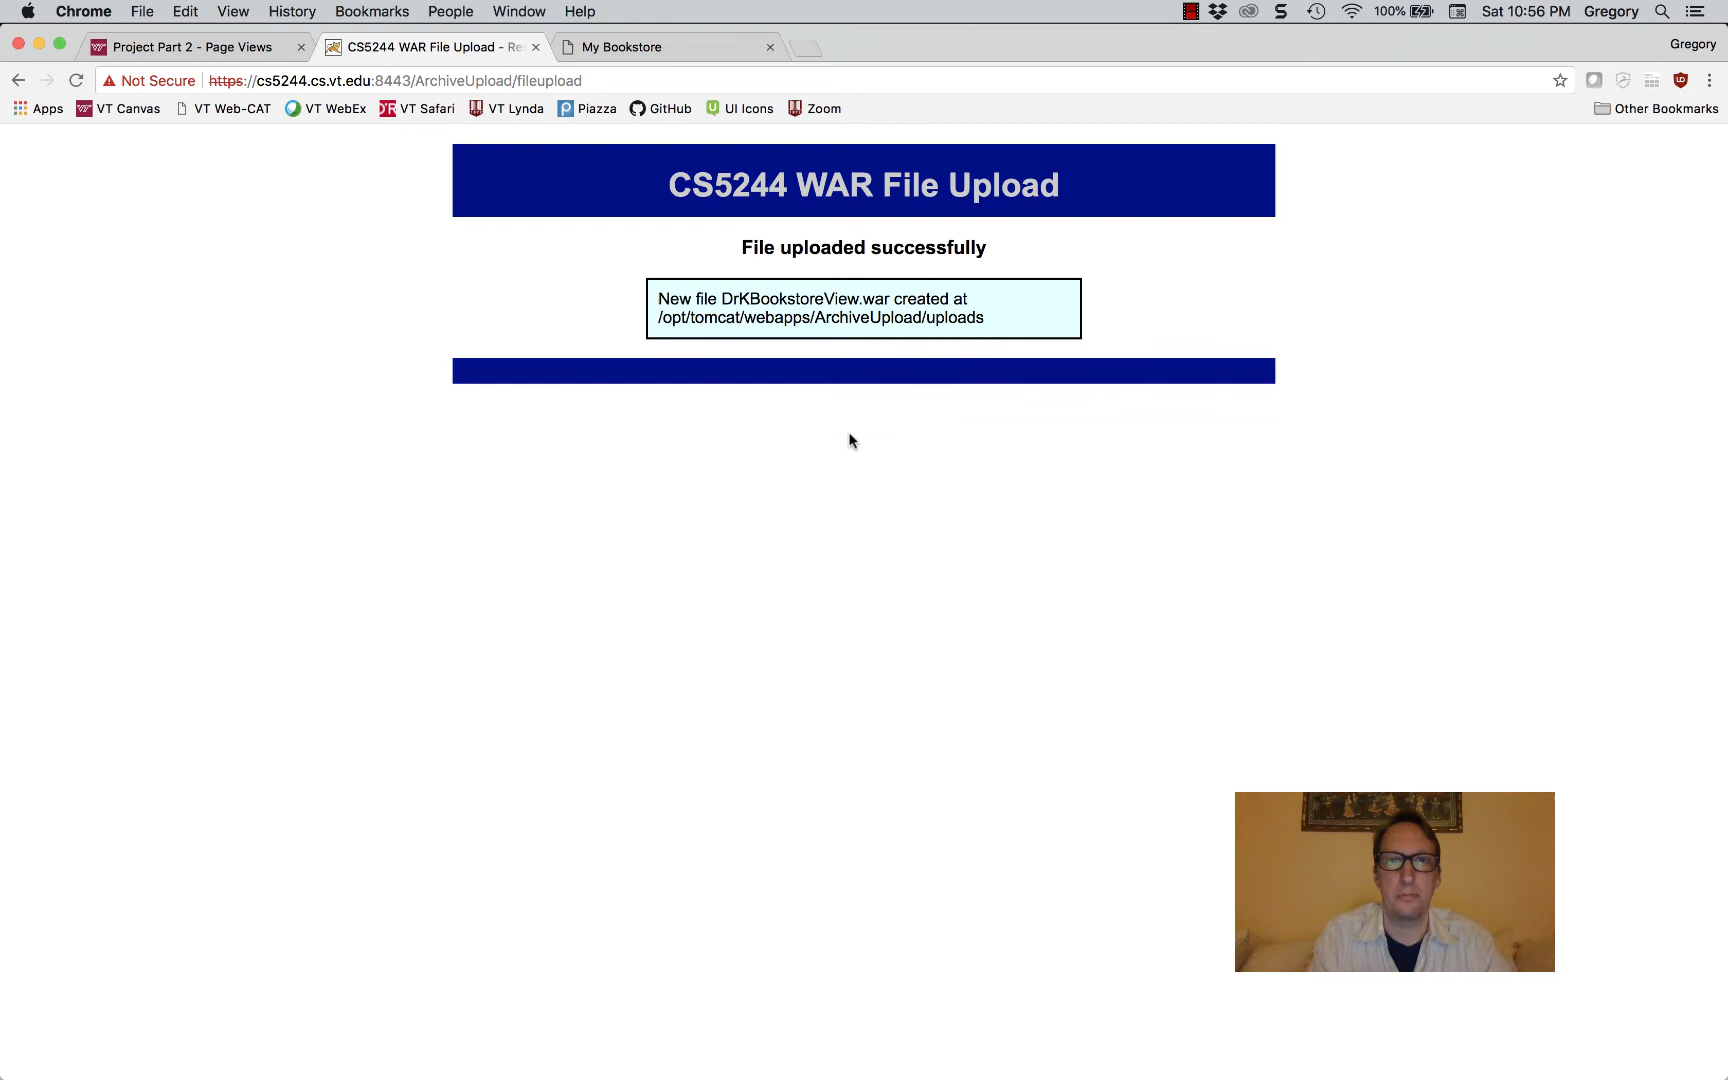 Chrome File Edit View History Bookmarks People Window Help 100% Sat 10:56 PM Gregory
Project Part 2 - Page Views CS5244 WAR File Upload - Re My Bookstore Gregory
Not Secure https://cs5244.cs.vt.edu:8443/ArchiveUpload/fileupload
Apps VT Canvas VT Web-CAT VT WebEx VT Safari VT Lynda Piazza GitHub UI Icons Zoom Other Bookmarks
CS5244 WAR File Upload
File uploaded successfully
New file DrKBookstoreView.war created at
/opt/tomcat/webapps/ArchiveUpload/uploads